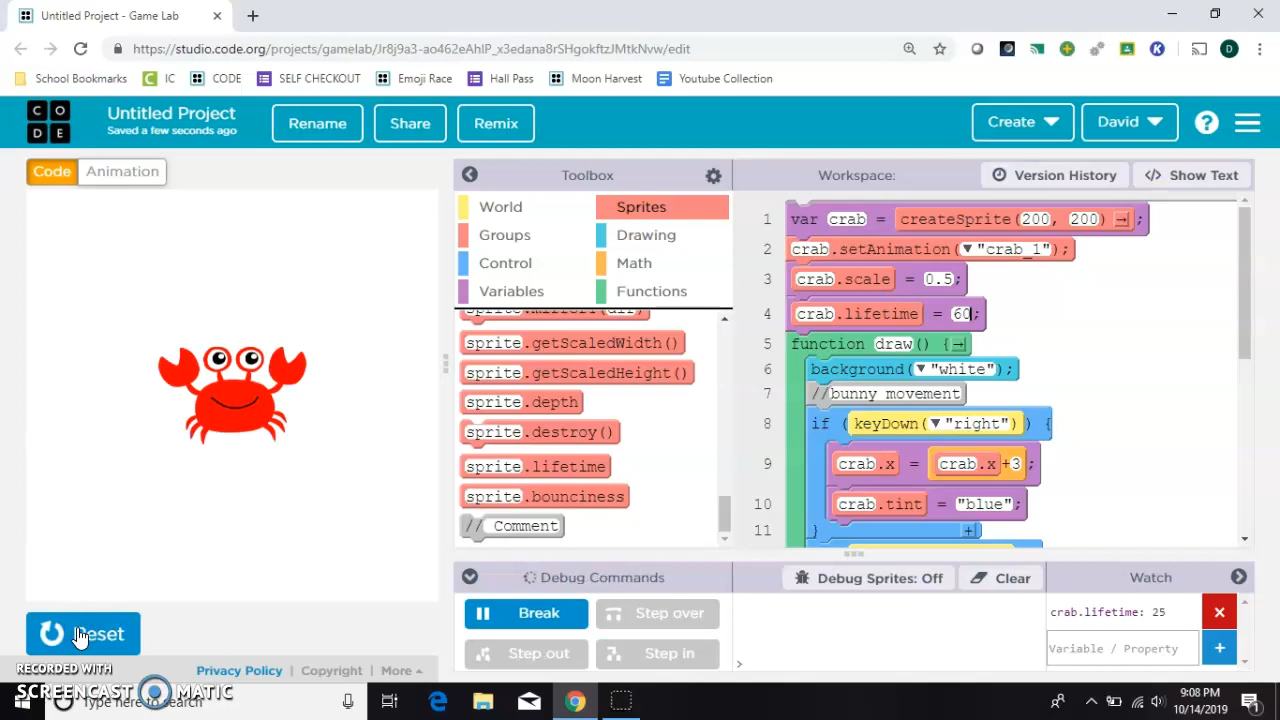 Untitled Project - Game Lab
https://studio.code.org/projects/gamelab/Jr8j9a3-ao462eAhlP_x3edana8rSHgokftzJMtkNvw/edit
School Bookmarks IC CODE SELF CHECKOUT Emoji Race Hall Pass Moon Harvest Youtube Collection
C O D E
Untitled Project
Saved a few seconds ago
Rename Share Remix Create David ?
Code Animation
Toolbox
World Sprites
Groups Drawing
Control Math
Variables Functions
sprite.mirror(dir)
sprite.getScaledWidth()
sprite.getScaledHeight()
sprite.depth
sprite.destroy()
sprite.lifetime
sprite.bounciness
// Comment
Workspace: Version History </> Show Text
1 var crab = createSprite(200, 200);
2 crab.setAnimation("crab_1");
3 crab.scale = 0.5;
4 crab.lifetime = 60;
5 function draw() {
6 background("white");
7 //bunny movement
8 if (keyDown("right")) {
9 crab.x = crab.x+3;
10 crab.tint = "blue";
11 }
Debug Commands
Break Step over
Step out Step in
Debug Sprites: Off Clear
>
Watch
crab.lifetime: 25
Variable / Property
Reset
Privacy Policy | Copyright | More
RECORDED WITH
SCREENCAST MATIC
Type here to search
9:08 PM
10/14/2019